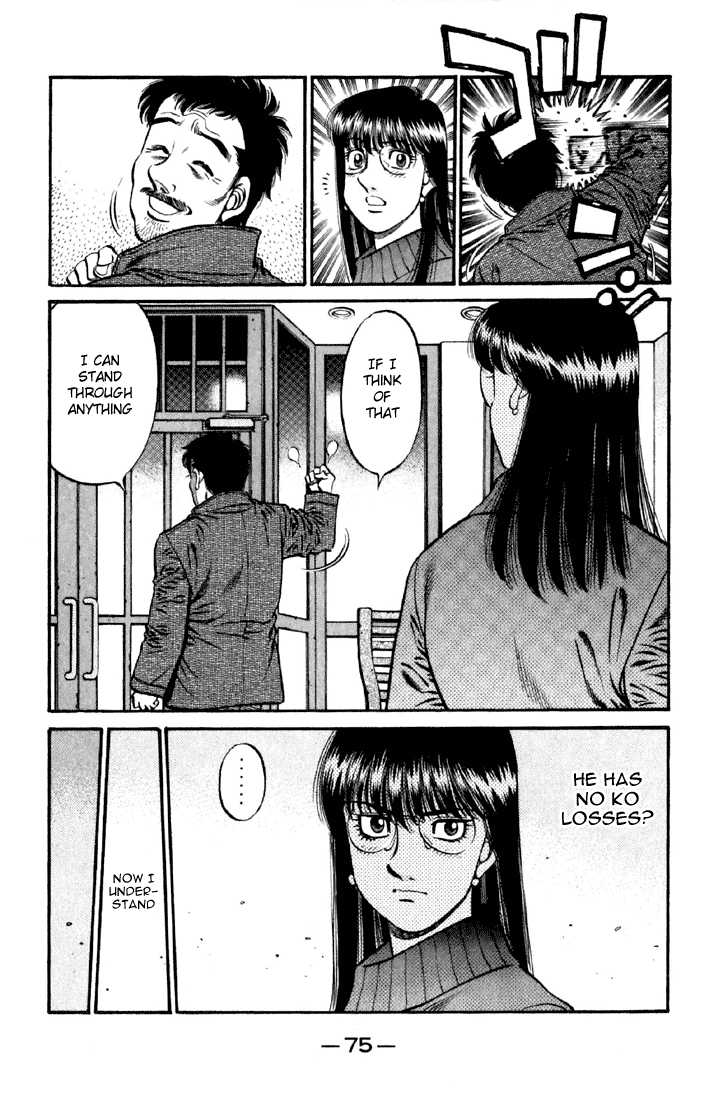 IF I
THINK
OF
THAT
I CAN
STAND
THROUGH
ANYTHING
HE HAS
NO KO
LOSSES?
.....
NOW I
UNDER-
STAND
—75—